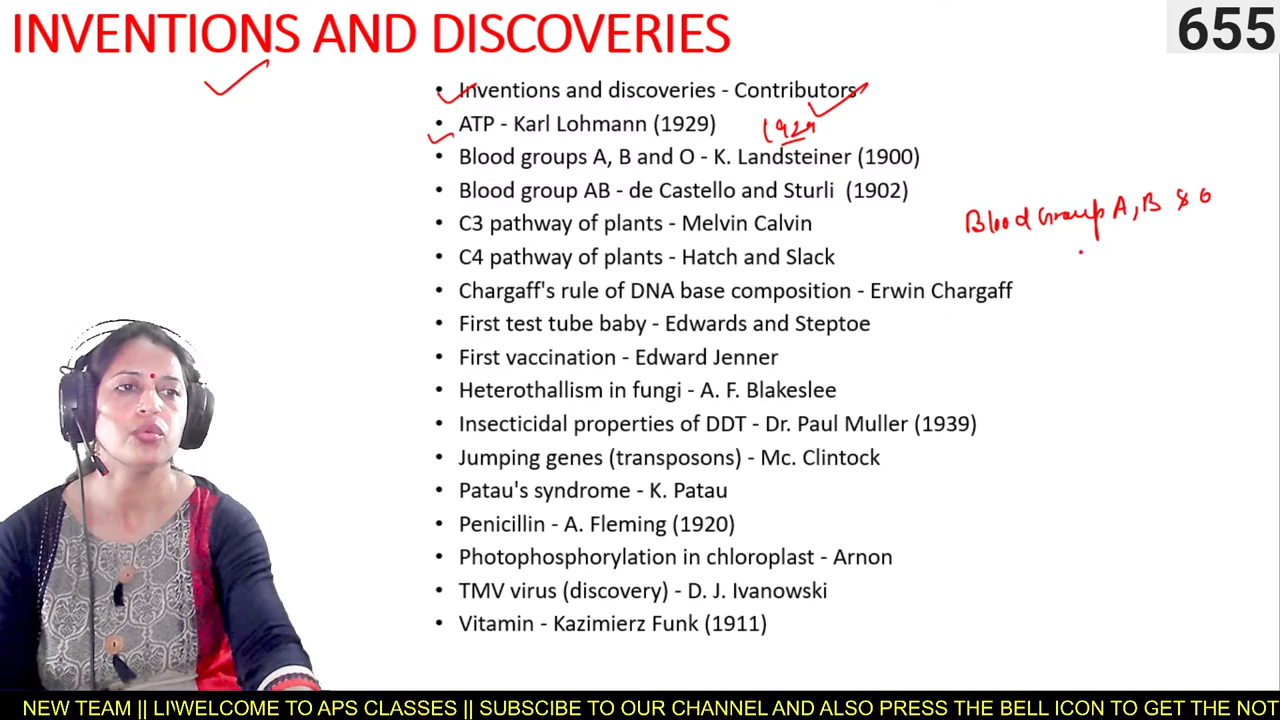 INVENTIONS AND DISCOVERIES
655
• Inventions and discoveries - Contributors
• ATP - Karl Lohmann (1929)
1929
• Blood groups A, B and O - K. Landsteiner (1900)
• Blood group AB - de Castello and Sturli (1902)
Blood Group A, B & O
• C3 pathway of plants - Melvin Calvin
• C4 pathway of plants - Hatch and Slack
• Chargaff's rule of DNA base composition - Erwin Chargaff
• First test tube baby - Edwards and Steptoe
• First vaccination - Edward Jenner
• Heterothallism in fungi - A. F. Blakeslee
• Insecticidal properties of DDT - Dr. Paul Muller (1939)
• Jumping genes (transposons) - Mc. Clintock
• Patau's syndrome - K. Patau
• Penicillin - A. Fleming (1920)
• Photophosphorylation in chloroplast - Arnon
• TMV virus (discovery) - D. J. Ivanowski
• Vitamin - Kazimierz Funk (1911)
NEW TEAM || LI\WELCOME TO APS CLASSES || SUBSCIBE TO OUR CHANNEL AND ALSO PRESS THE BELL ICON TO GET THE NOT